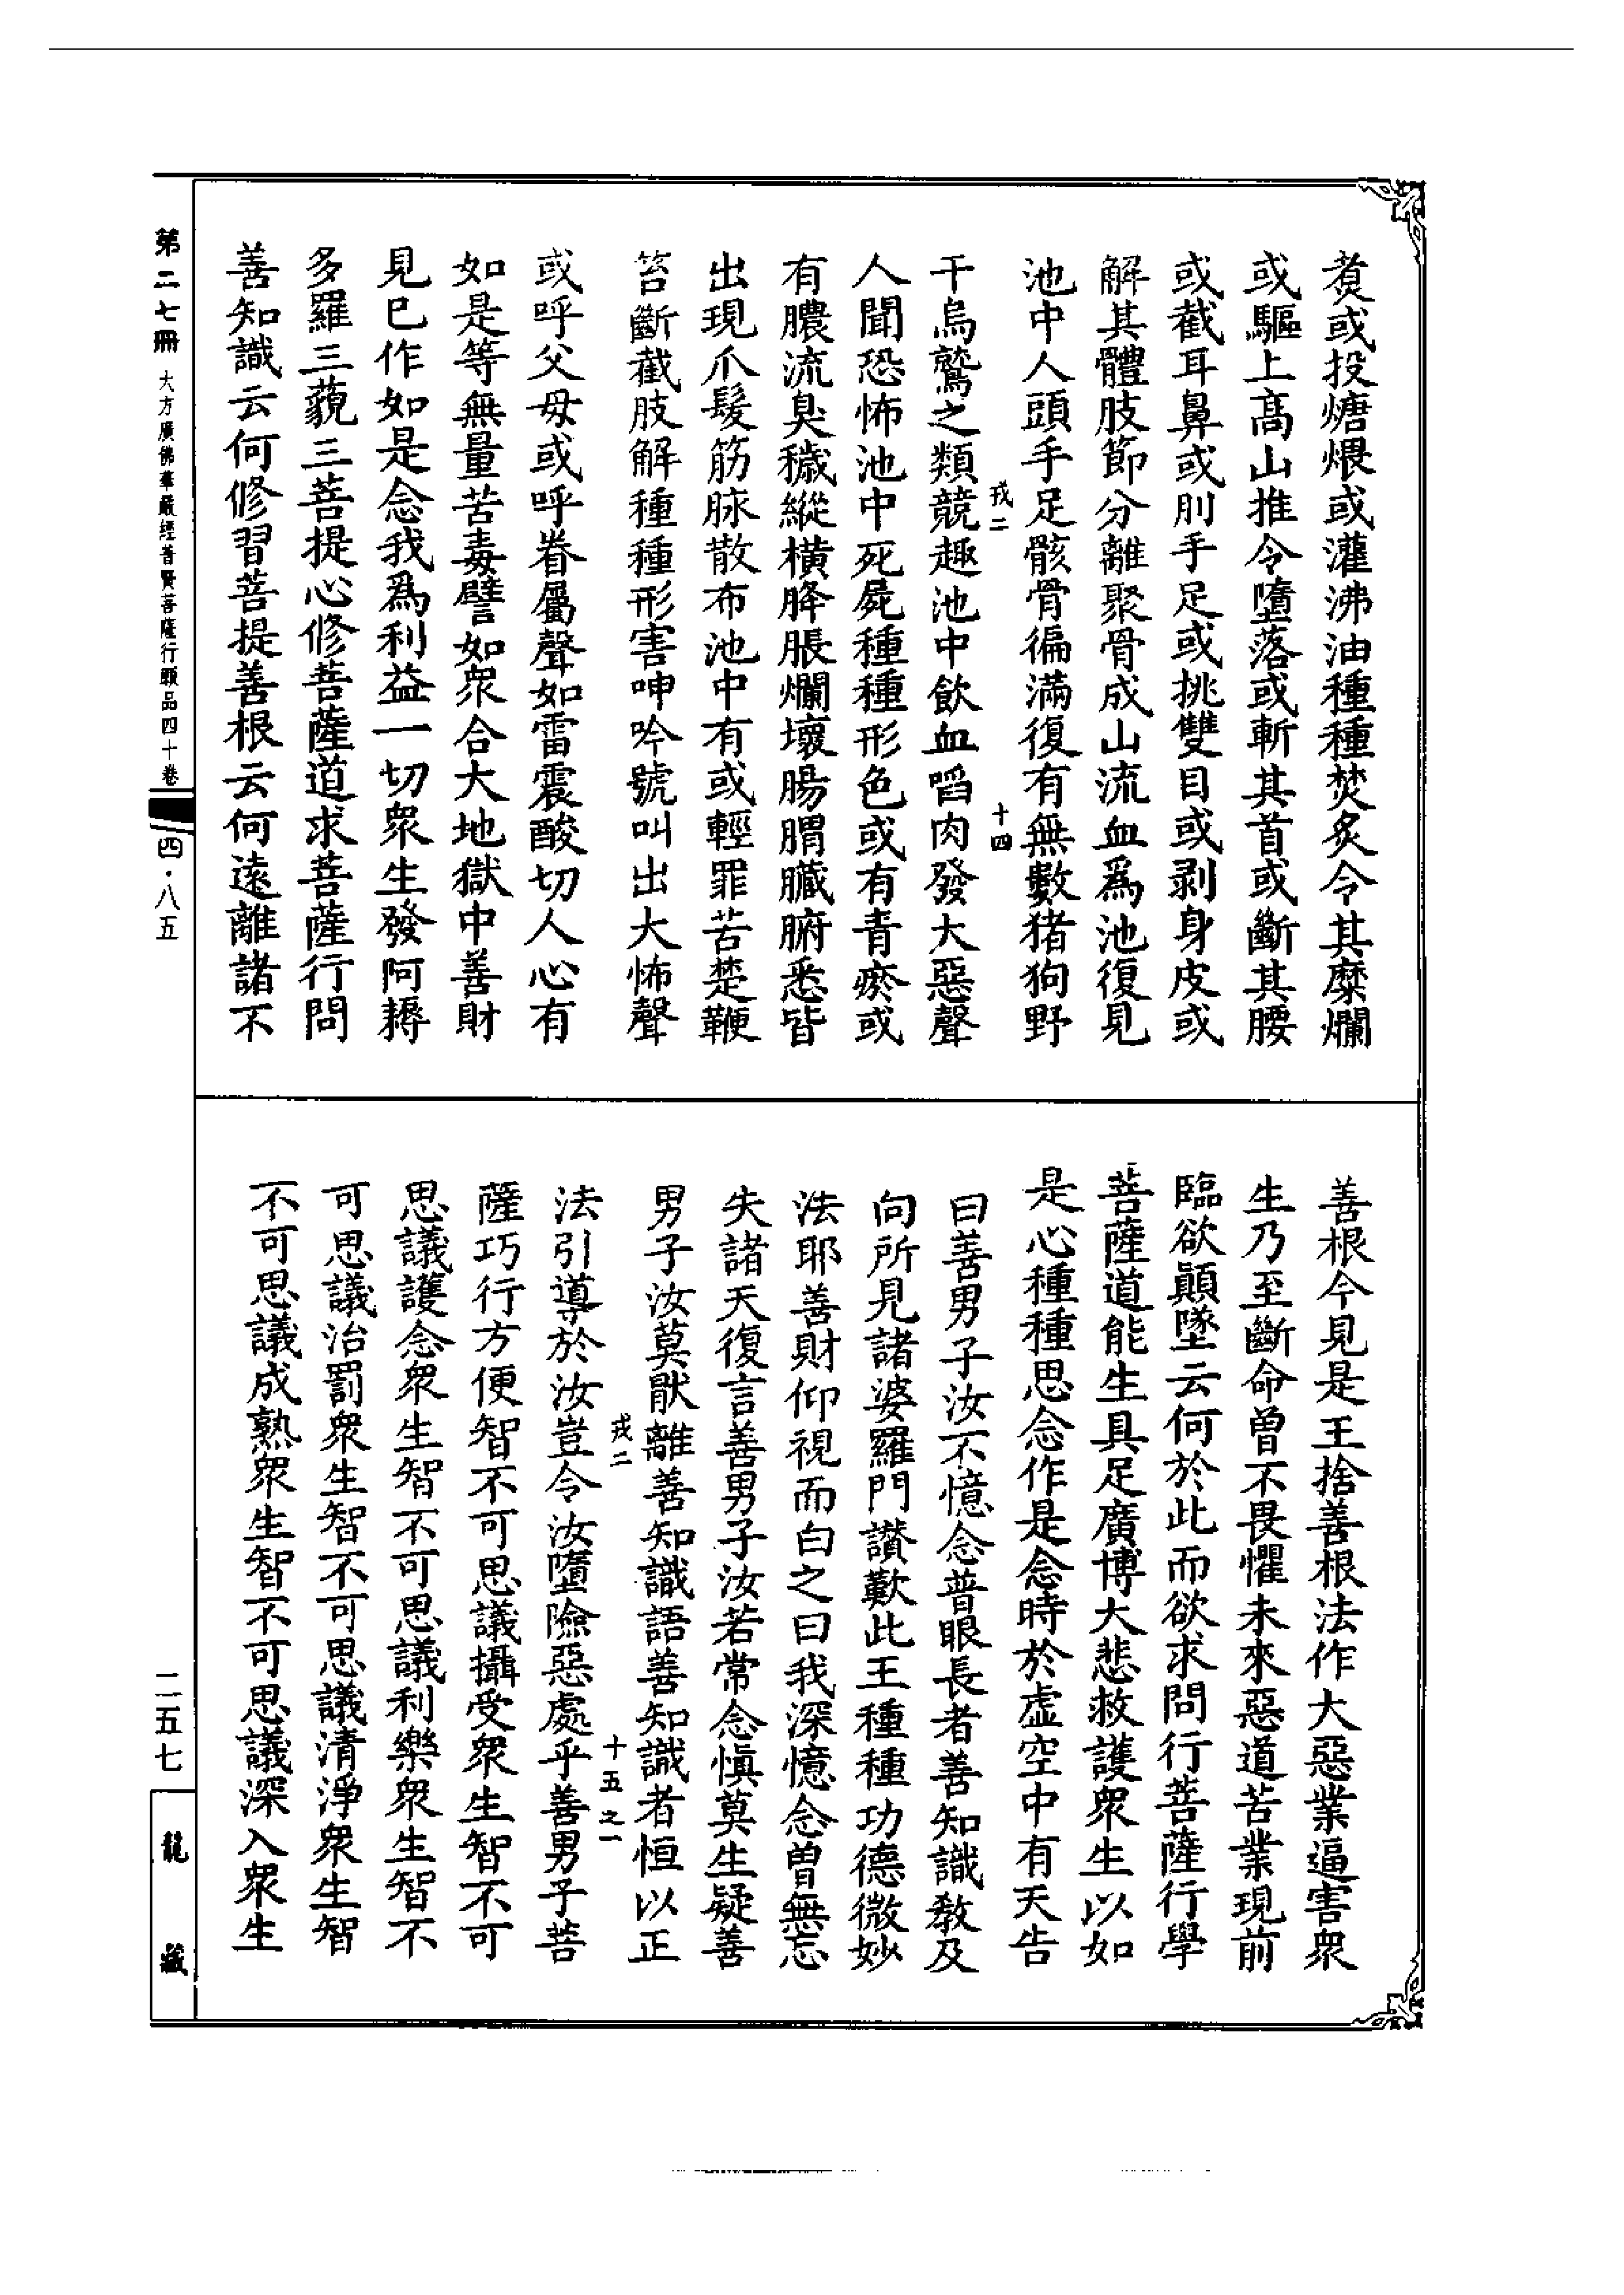 煑或投煻煨或灌沸油種種焚炙令其糜爛
或驅上高山推令墮落或斬其首或斷其腰
或截耳鼻或刖手足或挑雙目或剥身皮或
解其體肢節分離聚骨成山流血爲池復見
池中人頭手足骸骨徧滿復有無數猪狗野
戎二 十四
干烏鷲之類競趣池中飲血㗖肉發大惡聲
人聞恐怖池中死屍種種形色或有青瘀或
有膿流臭穢縱橫胮脹爛壞腸胃臟腑悉皆
出現爪髮筋脉散布池中有或輕罪苦楚鞭
笞斷截肢解種種形害呻吟號叫出大怖聲
或呼父母或呼眷屬聲如雷震酸切人心有
如是等無量苦毒譬如衆合大地獄中善財
見已作如是念我爲利益一切衆生發阿耨
多羅三藐三菩提心修菩薩道求菩薩行問
善知識云何修習菩提善根云何遠離諸不
善根今見是王捨善根法作大惡業逼害衆
生乃至斷命曾不畏懼未來惡道苦業現前
臨欲顛墜云何於此而欲求問行菩薩行學
菩薩道能生具足廣博大悲救護衆生以如
是心種種思念作是念時於虛空中有天告
曰善男子汝不憶念普眼長者善知識教及
向所見諸婆羅門讚歎此王種種功德微妙
法耶善財仰視而白之曰我深憶念曾無忘
失諸天復言善男子汝若常念愼莫生疑善
男子汝莫猒離善知識語善知識者恒以正
戎二 十五之一
法引導於汝豈令汝墮險惡處乎善男子菩
薩巧行方便智不可思議攝受衆生智不可
思議護念衆生智不可思議利樂衆生智不
可思議治罰衆生智不可思議清淨衆生智
不可思議成熟衆生智不可思議深入衆生
第二七冊 大方廣佛華嚴經普賢菩薩行願品四十卷 四·八五
二五七 龍藏